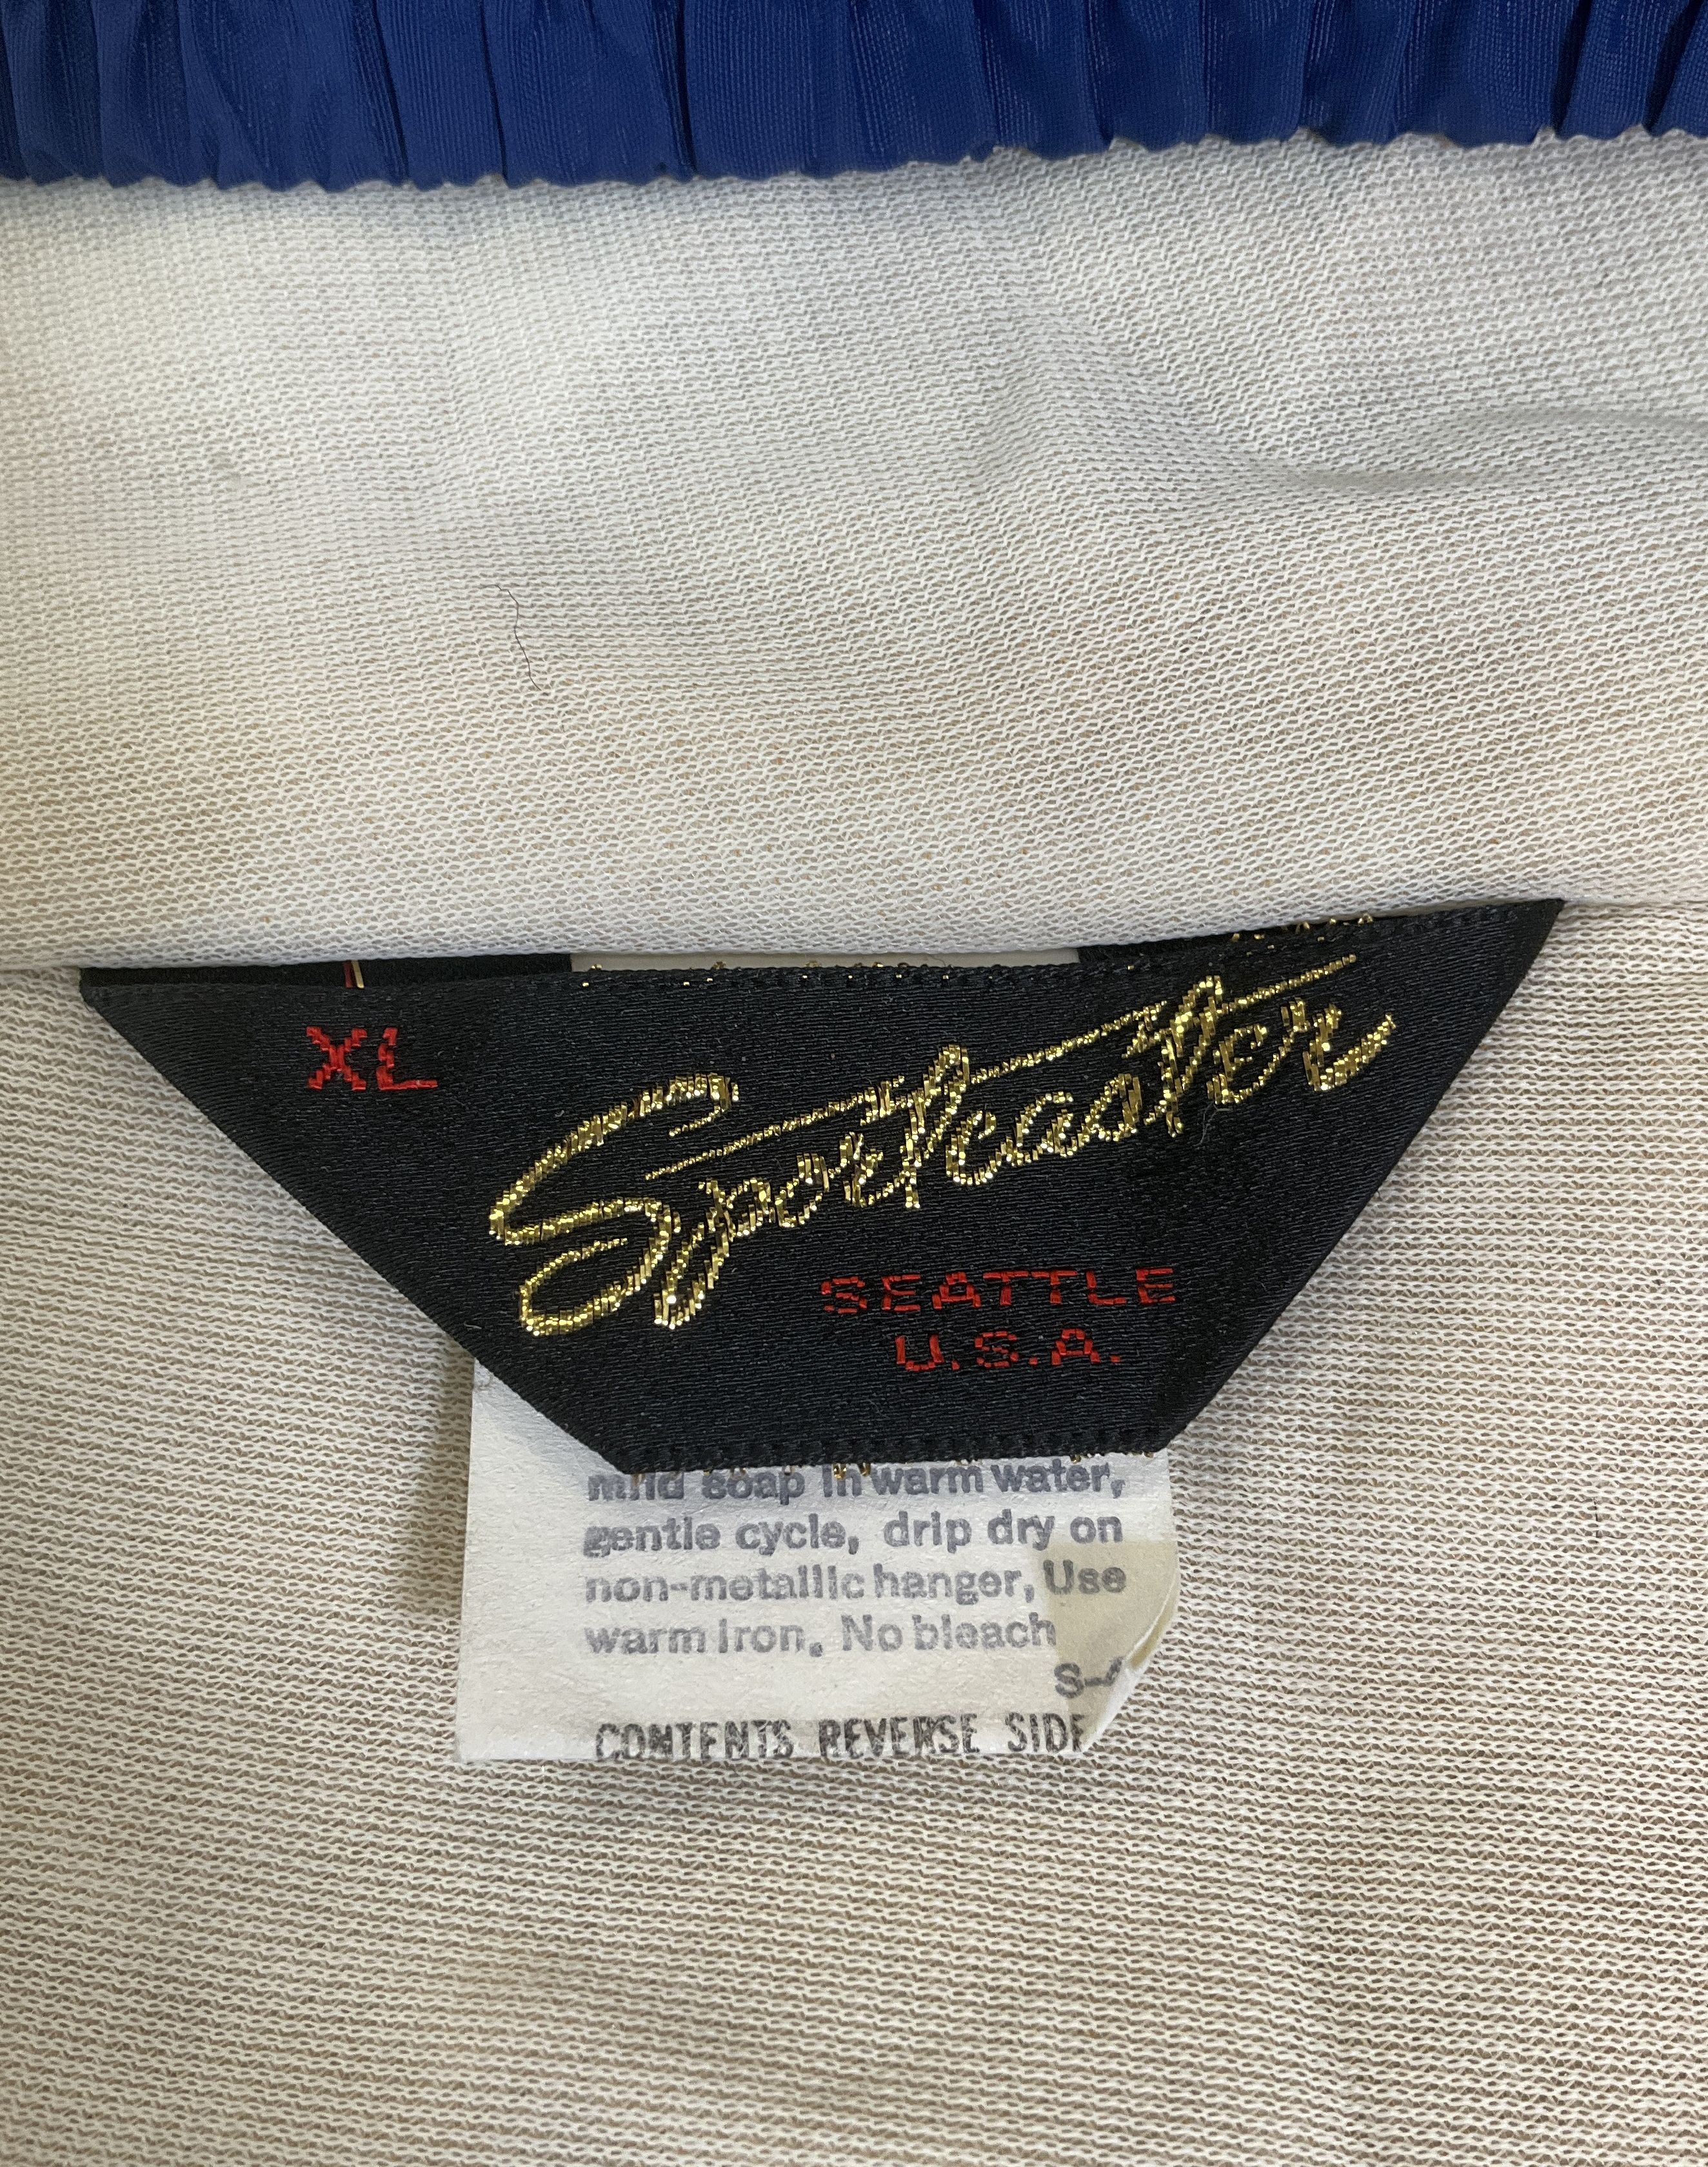 XL
Sportcaster
SEATTLE
U.S.A.
mild soap in warm water,
gentle cycle, drip dry on
non-metallic hanger, Use
warm iron. No bleach
CONTENTS REVERSE SIDE